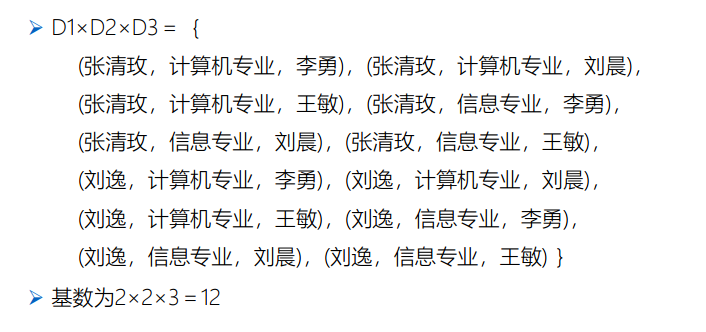 ➢ D1×D2×D3 = {
(张清玫，计算机专业，李勇)，(张清玫，计算机专业，刘晨)，
(张清玫，计算机专业，王敏)，(张清玫，信息专业，李勇)，
(张清玫，信息专业，刘晨)，(张清玫，信息专业，王敏)，
(刘逸，计算机专业，李勇)，(刘逸，计算机专业，刘晨)，
(刘逸，计算机专业，王敏)，(刘逸，信息专业，李勇)，
(刘逸，信息专业，刘晨)，(刘逸，信息专业，王敏) }
➢ 基数为2×2×3＝12